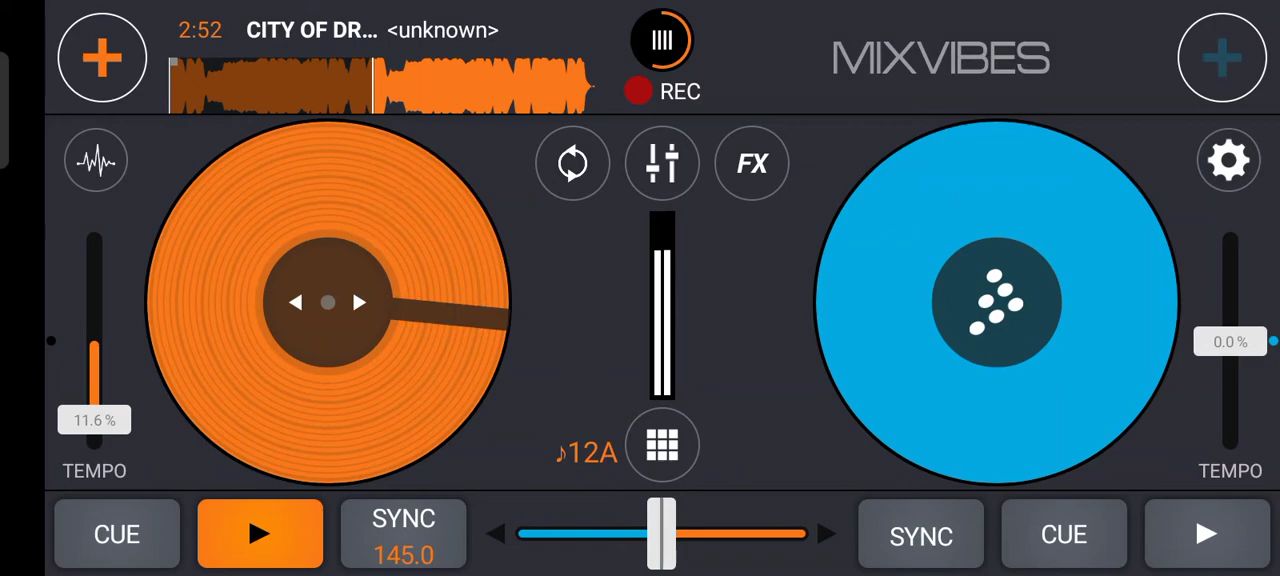 2:52 CITY OF DR... <unknown>
MIXVIBES
REC
FX
11.6 %
0.0 %
♪12A
TEMPO
TEMPO
CUE
SYNC
145.0
SYNC
CUE